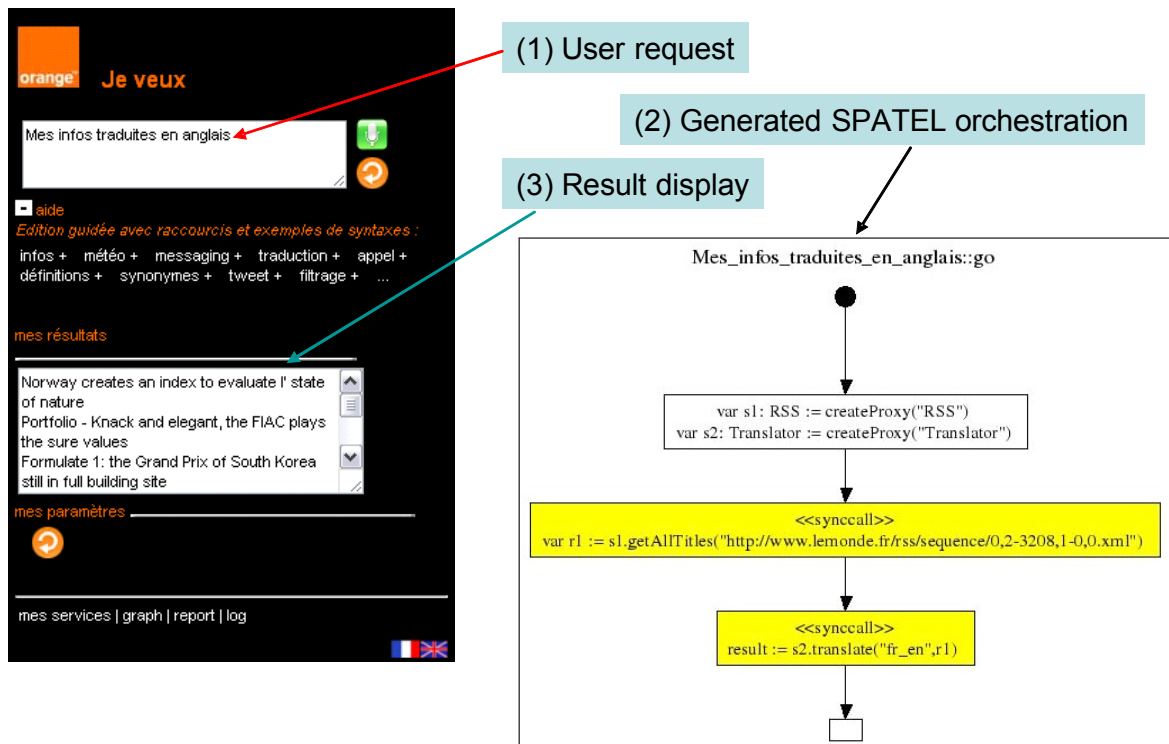 orange™
Je veux
Mes infos traduites en anglais
aide
Edition guidée avec raccourcis et exemples de syntaxes :
infos + météo + messaging + traduction + appel +
définitions + synonymes + tweet + filtrage + ...
mes résultats
Norway creates an index to evaluate l' state
of nature
Portfolio - Knack and elegant, the FIAC plays
the sure values
Formulate 1: the Grand Prix of South Korea
still in full building site
mes paramètres
mes services | graph | report | log
(1) User request
(2) Generated SPATEL orchestration
(3) Result display
Mes_infos_traduites_en_anglais::go
var s1: RSS := createProxy("RSS")
var s2: Translator := createProxy("Translator")
<<synccall>>
var r1 := s1.getAllTitles("http://www.lemonde.fr/rss/sequence/0,2-3208,1-0,0.xml")
<<synccall>>
result := s2.translate("fr_en",r1)